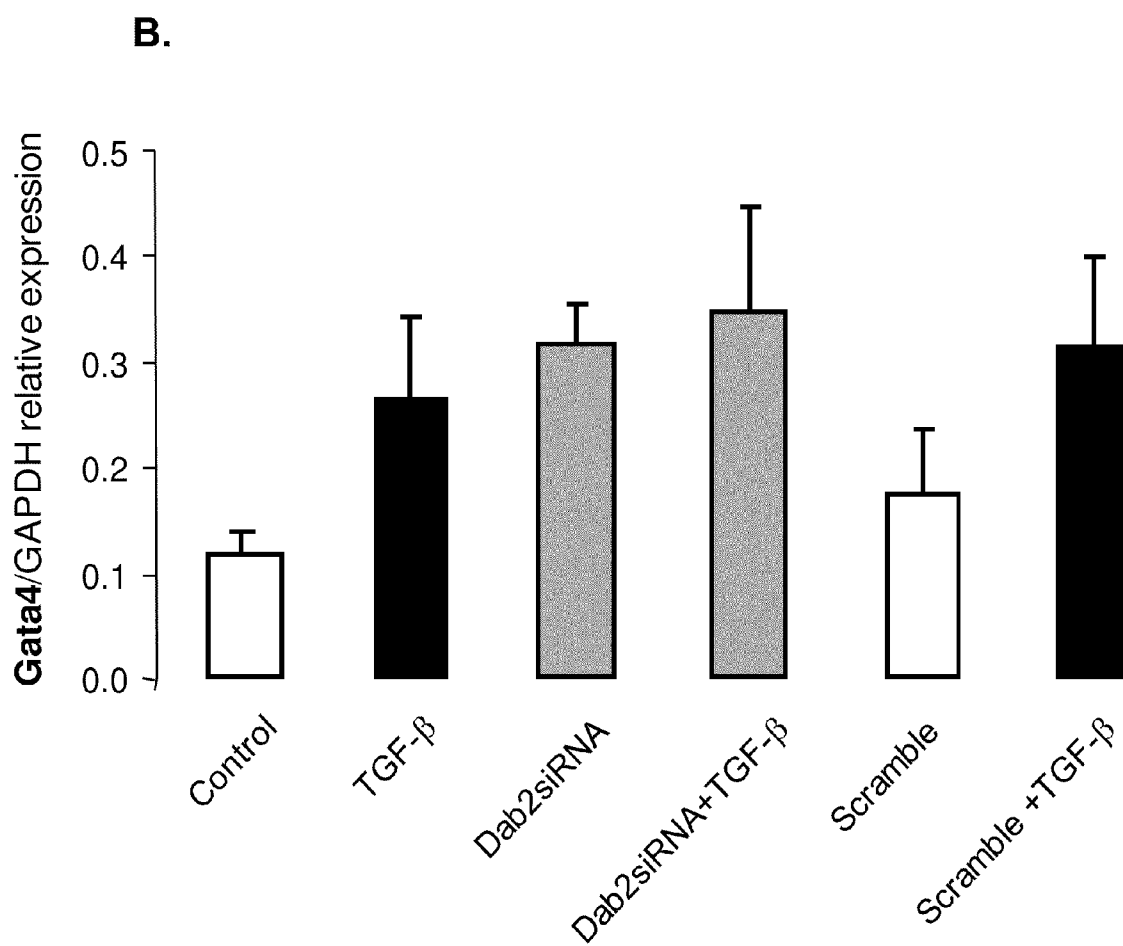 B.
Gata4/GAPDH relative expression
0.5
0.4
0.3
0.2
0.1
0.0
Control
TGF-β
Dab2siRNA
Dab2siRNA+TGF-β
Scramble
Scramble +TGF-β